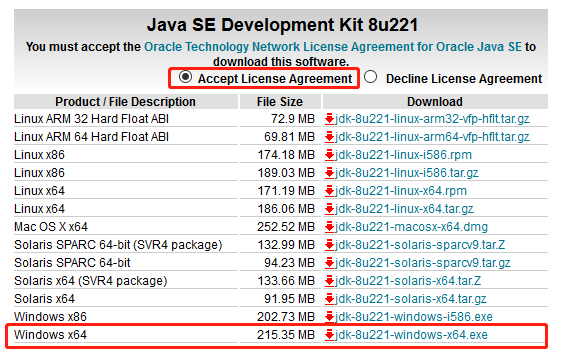 Java SE Development Kit 8u221
You must accept the Oracle Technology Network License Agreement for Oracle Java SE to
download this software.
Accept License Agreement Decline License Agreement
Product / File Description File Size Download
Linux ARM 32 Hard Float ABI 72.9 MB jdk-8u221-linux-arm32-vfp-hflt.tar.gz
Linux ARM 64 Hard Float ABI 69.81 MB jdk-8u221-linux-arm64-vfp-hflt.tar.gz
Linux x86 174.18 MB jdk-8u221-linux-i586.rpm
Linux x86 189.03 MB jdk-8u221-linux-i586.tar.gz
Linux x64 171.19 MB jdk-8u221-linux-x64.rpm
Linux x64 186.06 MB jdk-8u221-linux-x64.tar.gz
Mac OS X x64 252.52 MB jdk-8u221-macosx-x64.dmg
Solaris SPARC 64-bit (SVR4 package) 132.99 MB jdk-8u221-solaris-sparcv9.tar.Z
Solaris SPARC 64-bit 94.23 MB jdk-8u221-solaris-sparcv9.tar.gz
Solaris x64 (SVR4 package) 133.66 MB jdk-8u221-solaris-x64.tar.Z
Solaris x64 91.95 MB jdk-8u221-solaris-x64.tar.gz
Windows x86 202.73 MB jdk-8u221-windows-i586.exe
Windows x64 215.35 MB jdk-8u221-windows-x64.exe